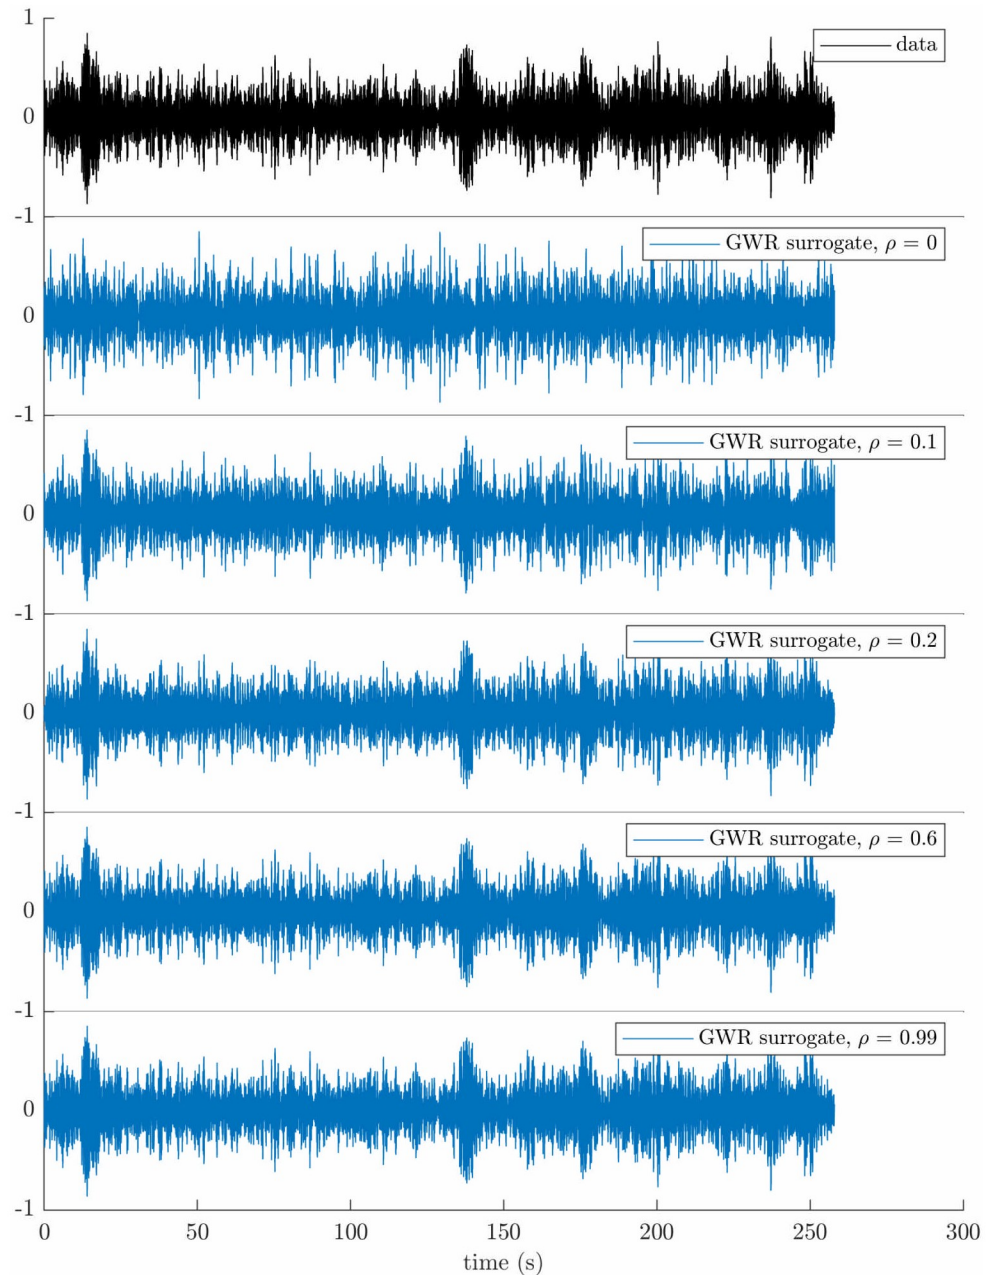 1
data
0
-1
GWR surrogate, ρ = 0
0
-1
GWR surrogate, ρ = 0.1
0
-1
GWR surrogate, ρ = 0.2
0
-1
GWR surrogate, ρ = 0.6
0
-1
GWR surrogate, ρ = 0.99
0
-1
0 50 100 150 200 250 300
time (s)